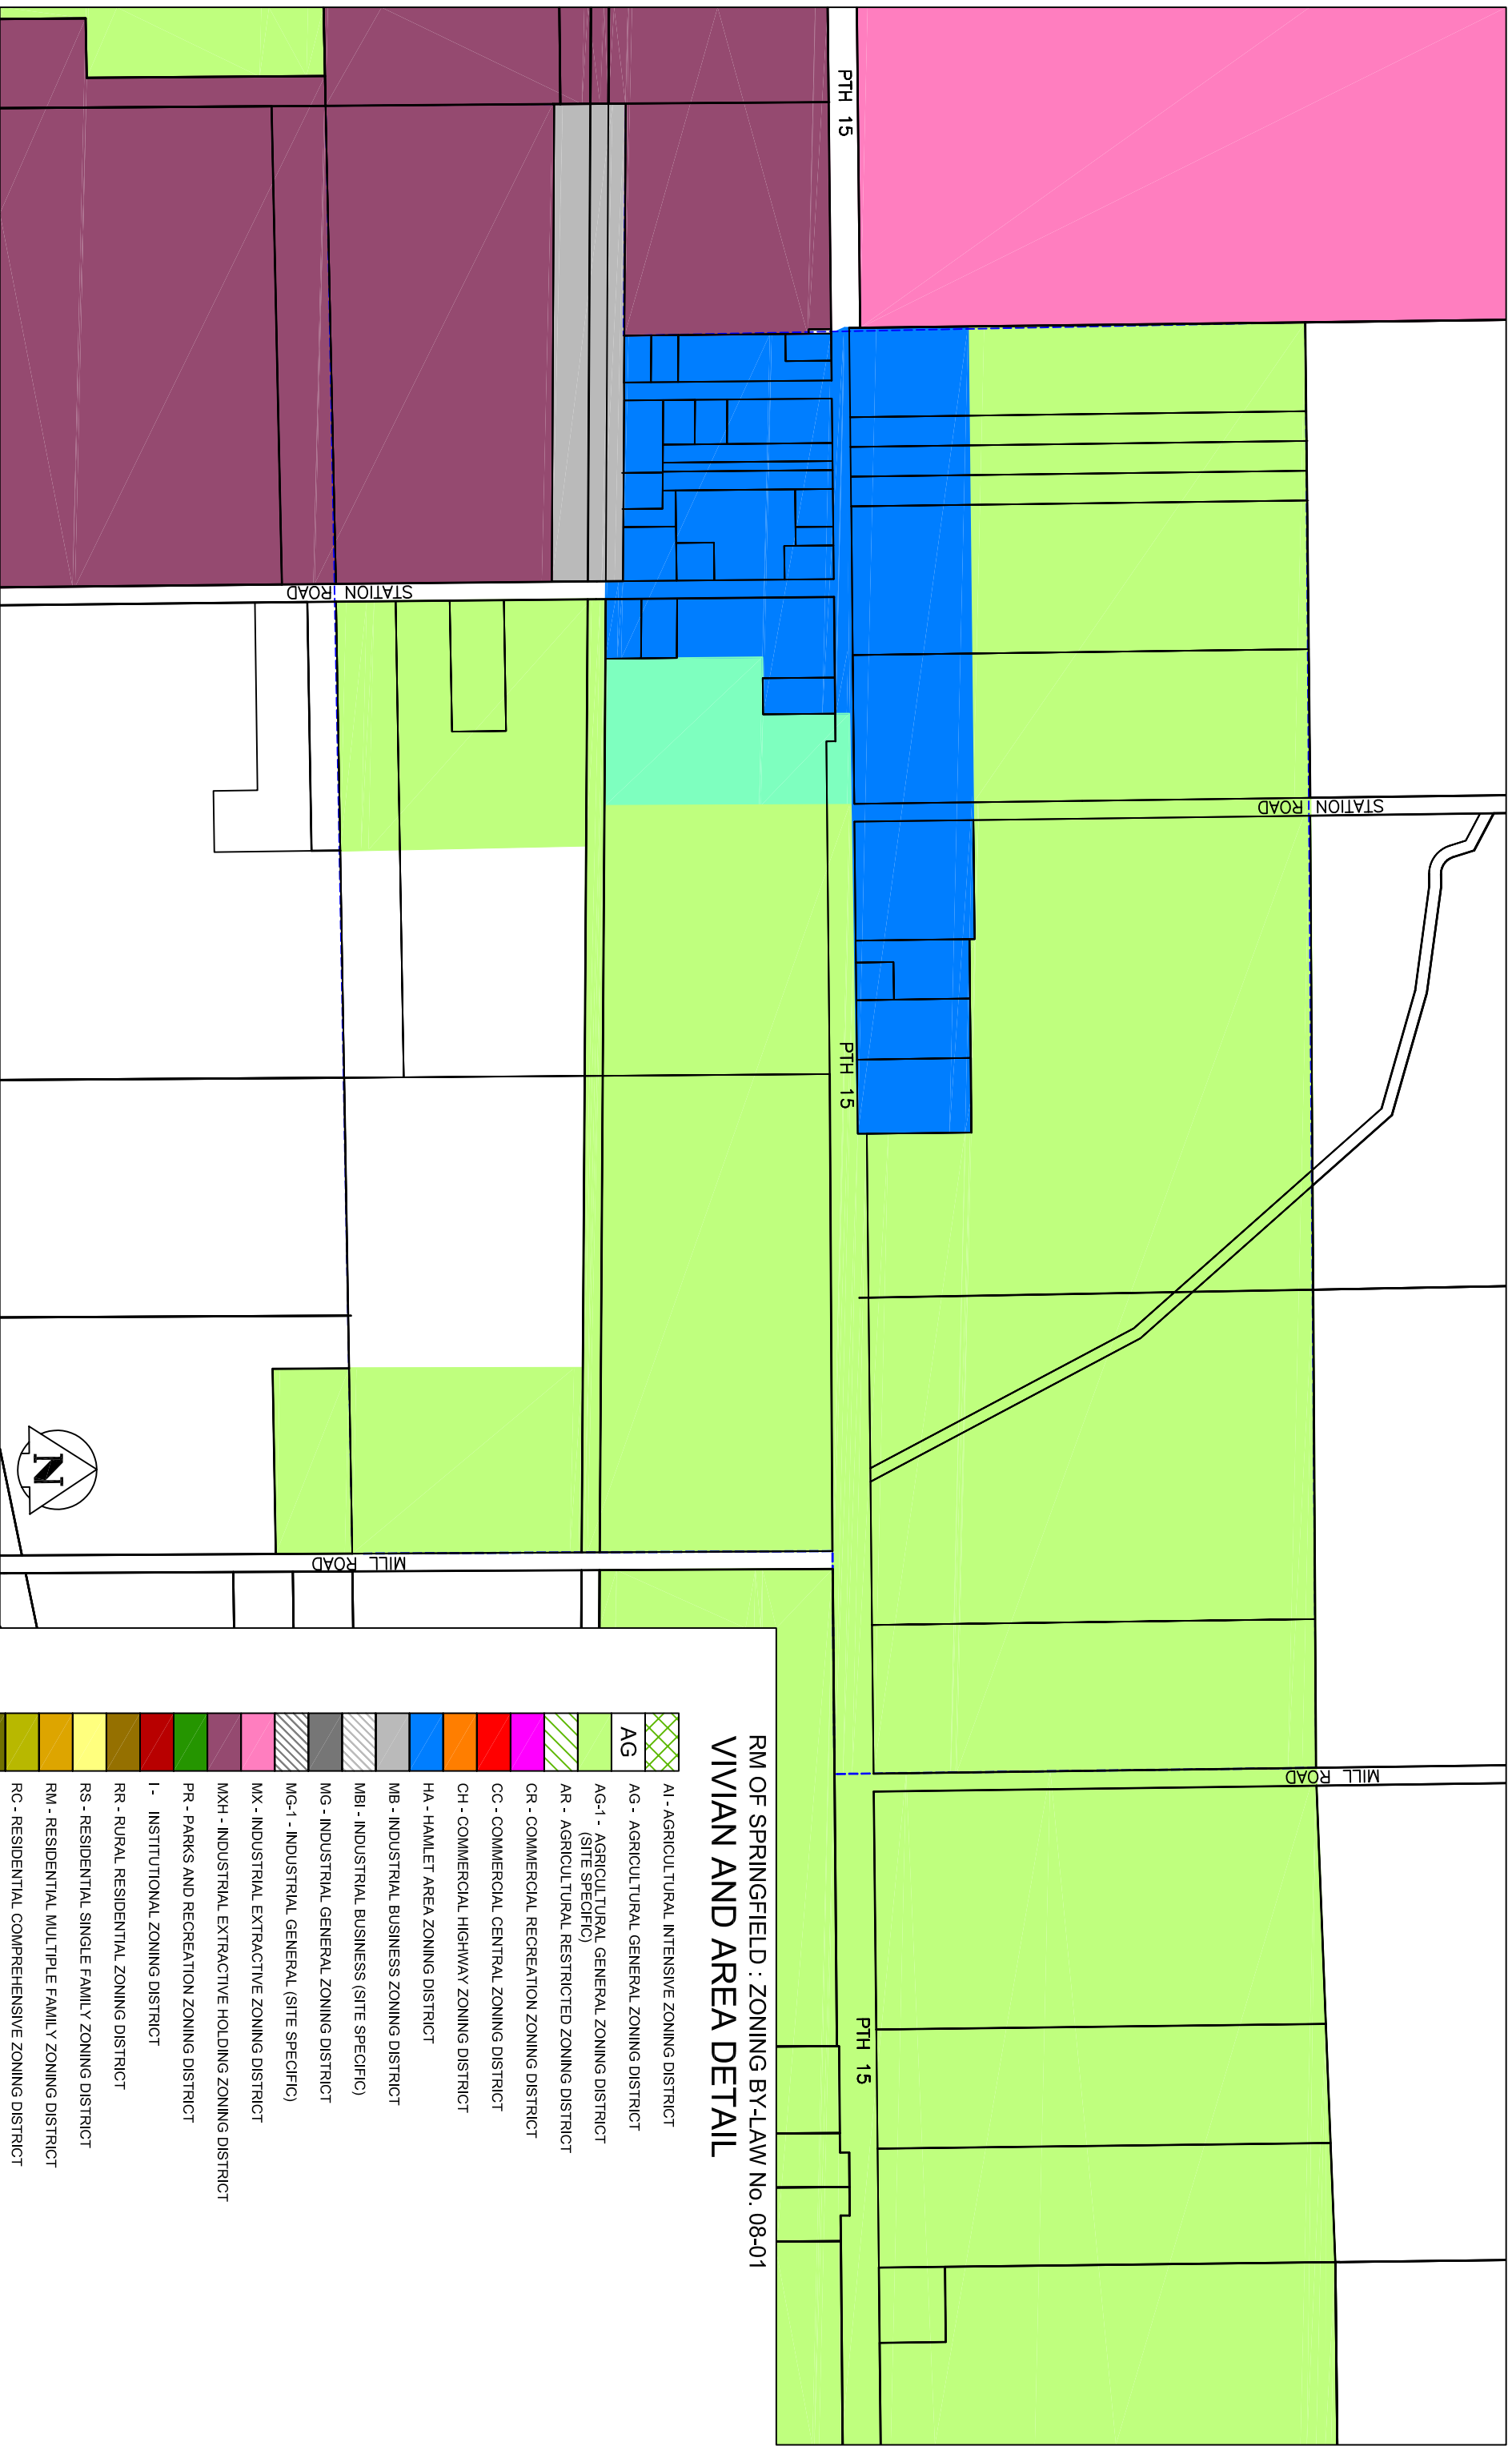 PTH 15
STATION ROAD
STATION ROAD
PTH 15
MILL ROAD
MILL ROAD
PTH 15
N
RM OF SPRINGFIELD : ZONING BY-LAW No. 08-01
VIVIAN AND AREA DETAIL
AI - AGRICULTURAL INTENSIVE ZONING DISTRICT
AG
AG - AGRICULTURAL GENERAL ZONING DISTRICT
AG-1 - AGRICULTURAL GENERAL ZONING DISTRICT
(SITE SPECIFIC)
AR - AGRICULTURAL RESTRICTED ZONING DISTRICT
CR - COMMERCIAL RECREATION ZONING DISTRICT
CC - COMMERCIAL CENTRAL ZONING DISTRICT
CH - COMMERCIAL HIGHWAY ZONING DISTRICT
HA - HAMLET AREA ZONING DISTRICT
MB - INDUSTRIAL BUSINESS ZONING DISTRICT
MBI - INDUSTRIAL BUSINESS (SITE SPECIFIC)
MG - INDUSTRIAL GENERAL ZONING DISTRICT
MG-1 - INDUSTRIAL GENERAL (SITE SPECIFIC)
MX - INDUSTRIAL EXTRACTIVE ZONING DISTRICT
MXH - INDUSTRIAL EXTRACTIVE HOLDING ZONING DISTRICT
PR - PARKS AND RECREATION ZONING DISTRICT
I - INSTITUTIONAL ZONING DISTRICT
RR - RURAL RESIDENTIAL ZONING DISTRICT
RS - RESIDENTIAL SINGLE FAMILY ZONING DISTRICT
RM - RESIDENTIAL MULTIPLE FAMILY ZONING DISTRICT
RC - RESIDENTIAL COMPREHENSIVE ZONING DISTRICT